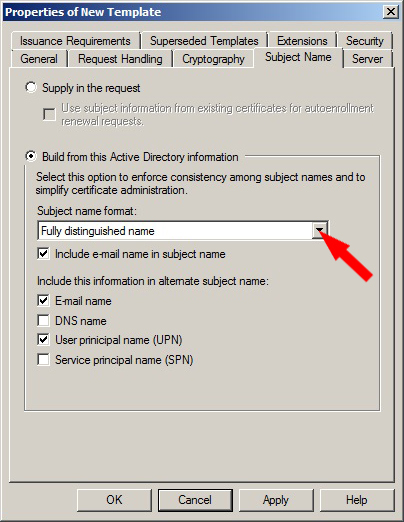 Properties of New Template
Issuance Requirements Superseded Templates Extensions Security
General Request Handling Cryptography Subject Name Server
Supply in the request
Use subject information from existing certificates for autoenrollment
renewal requests.
Build from this Active Directory information
Select this option to enforce consistency among subject names and to
simplify certificate administration.
Subject name format:
Fully distinguished name
Include e-mail name in subject name
Include this information in alternate subject name:
E-mail name
DNS name
User prinicipal name (UPN)
Service principal name (SPN)
OK Cancel Apply Help